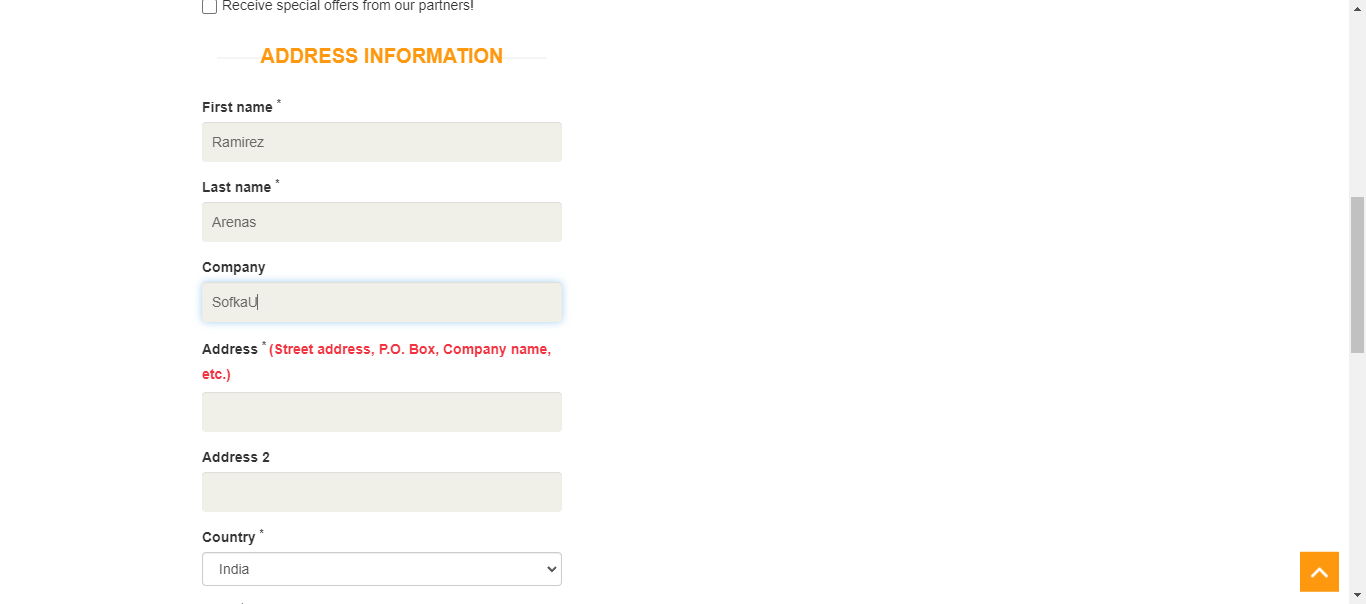 Receive special offers from our partners!
ADDRESS INFORMATION
First name *
Ramirez
Last name *
Arenas
Company
SofkaU
Address * (Street address, P.O. Box, Company name,
etc.)
Address 2
Country *
India